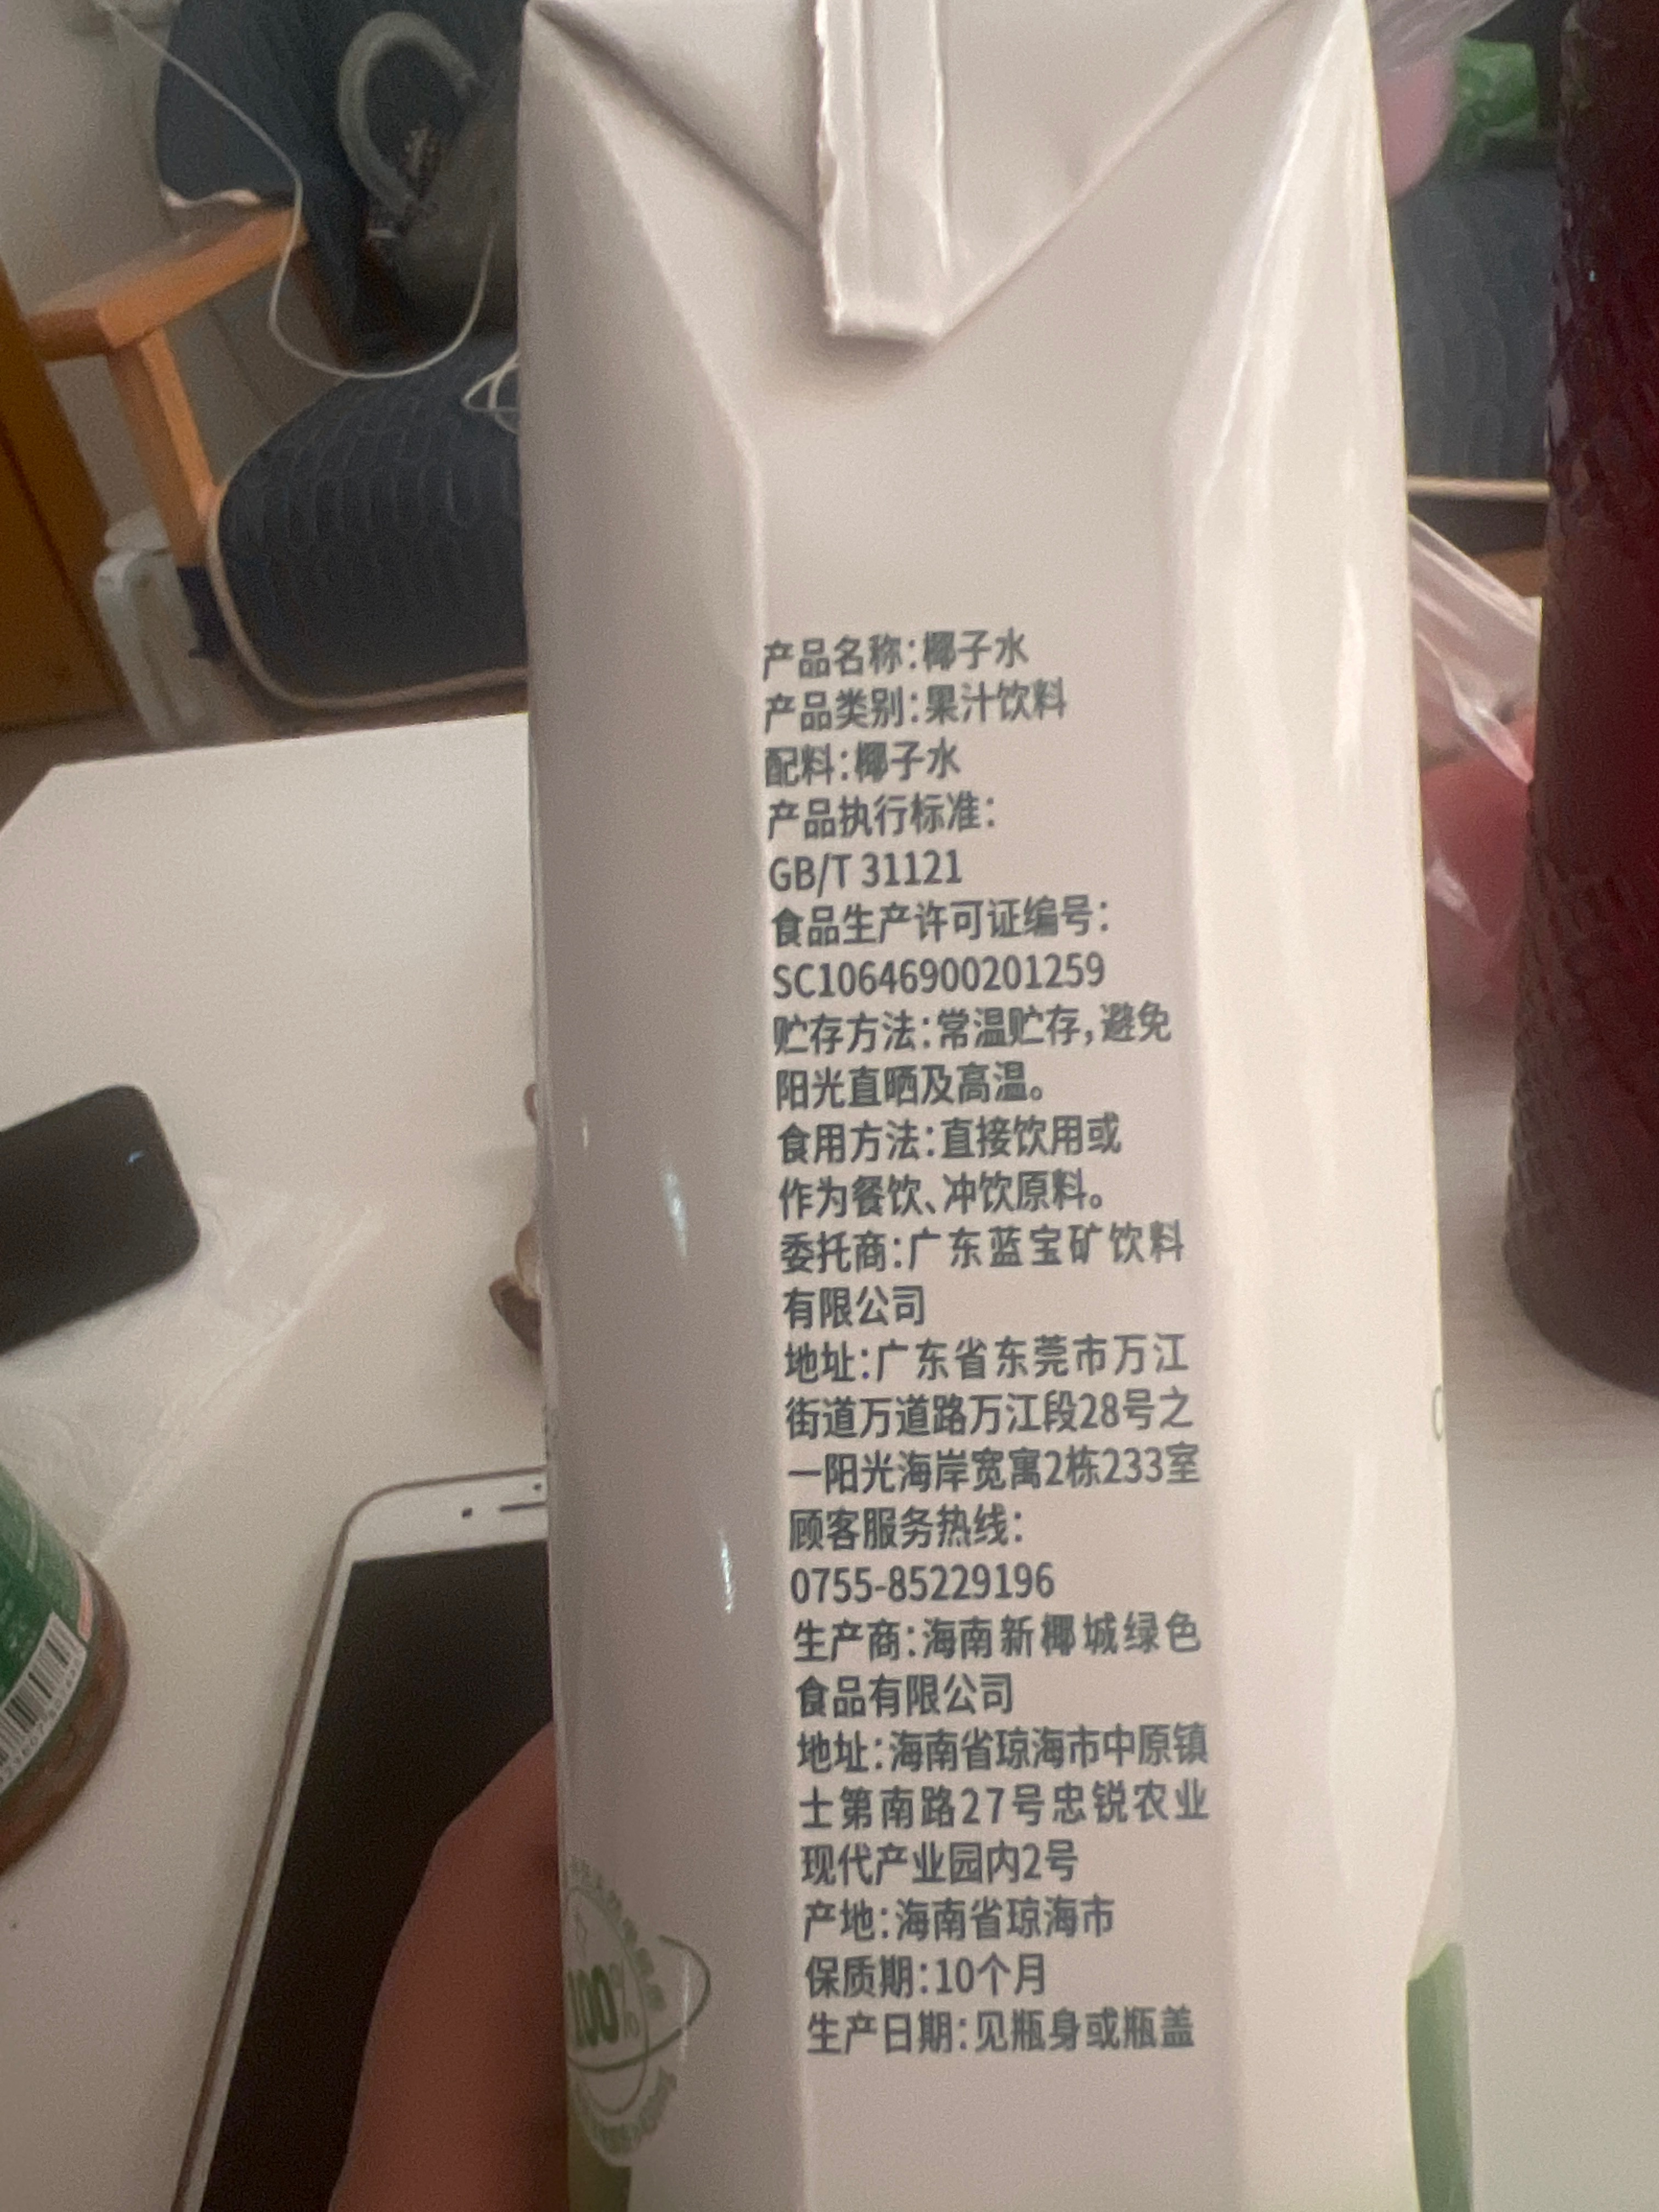 产品名称:椰子水
产品类别:果汁饮料
配料:椰子水
产品执行标准:
GB/T 31121
食品生产许可证编号:
SC10646900201259
贮存方法:常温贮存,避免
阳光直晒及高温。
食用方法:直接饮用或
作为餐饮、冲饮原料。
委托商:广东蓝宝矿饮料
有限公司
地址:广东省东莞市万江
街道万道路万江段28号之
一阳光海岸宽寓2栋233室
顾客服务热线:
0755-85229196
生产商:海南新椰城绿色
食品有限公司
地址:海南省琼海市中原镇
士第南路27号忠锐农业
现代产业园内2号
产地:海南省琼海市
保质期:10个月
生产日期:见瓶身或瓶盖
100%